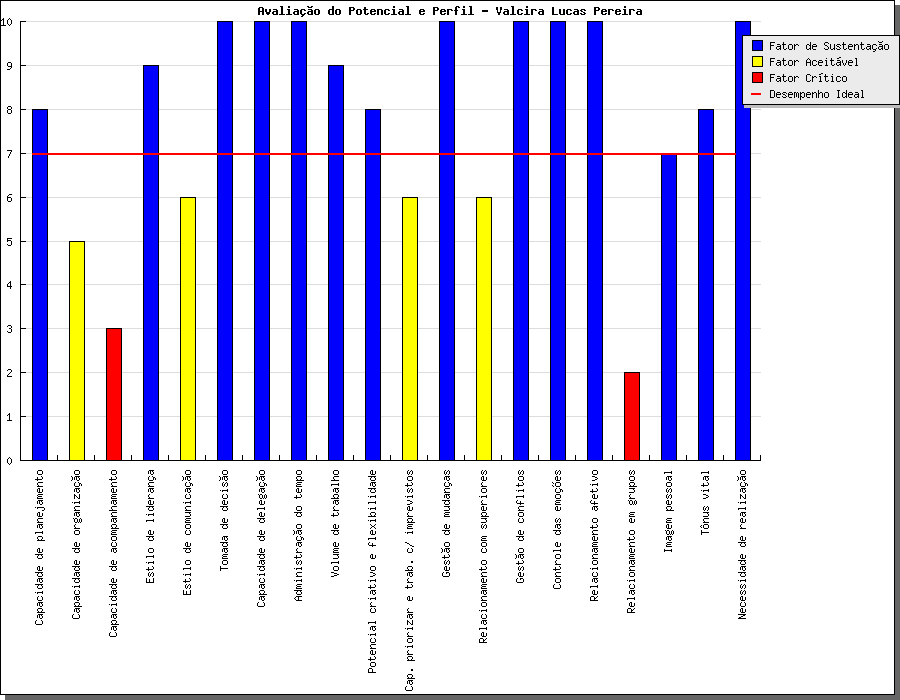 Avaliação do Potencial e Perfil - Valcira Lucas Pereira
10
9
8
7
6
5
4
3
2
1
0
Fator de Sustentação
Fator Aceitável
Fator Crítico
Desempenho Ideal
Capacidade de planejamento
Capacidade de organização
Capacidade de acompanhamento
Estilo de liderança
Estilo de comunicação
Tomada de decisão
Capacidade de delegação
Administração do tempo
Volume de trabalho
Potencial criativo e flexibilidade
Cap. priorizar e trab. c/ imprevistos
Gestão de mudanças
Relacionamento com superiores
Gestão de conflitos
Controle das emoções
Relacionamento afetivo
Relacionamento em grupos
Imagem pessoal
Tônus vital
Necessidade de realização